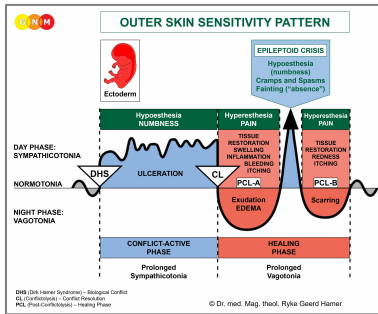 GNM
OUTER SKIN SENSITIVITY PATTERN
EPILEPTOID CRISIS
Hypoesthesia
(numbness)
Cramps and Spasms
Fainting ("absence")
Ectoderm
Hypoesthesia
NUMBNESS
Hyperesthesia
PAIN
Hyperesthesia
PAIN
DAY PHASE:
SYMPATHICOTONIA
TISSUE
RESTORATION
SWELLING
INFLAMMATION
BLEEDING
ITCHING
TISSUE
RESTORATION
REDNESS
ITCHING
DHS
ULCERATION
CL
PCL-A
PCL-B
NORMOTONIA
Exudation
EDEMA
Scarring
NIGHT PHASE:
VAGOTONIA
CONFLICT-ACTIVE
PHASE
HEALING
PHASE
Prolonged
Sympathicotonia
Prolonged
Vagotonia
DHS (Dirk Hamer Syndrome) – Biological Conflict
CL (Conflictolysis) – Conflict Resolution
PCL (Post-Conflictolysis) – Healing Phase
© Dr. med. Mag. theol. Ryke Geerd Hamer